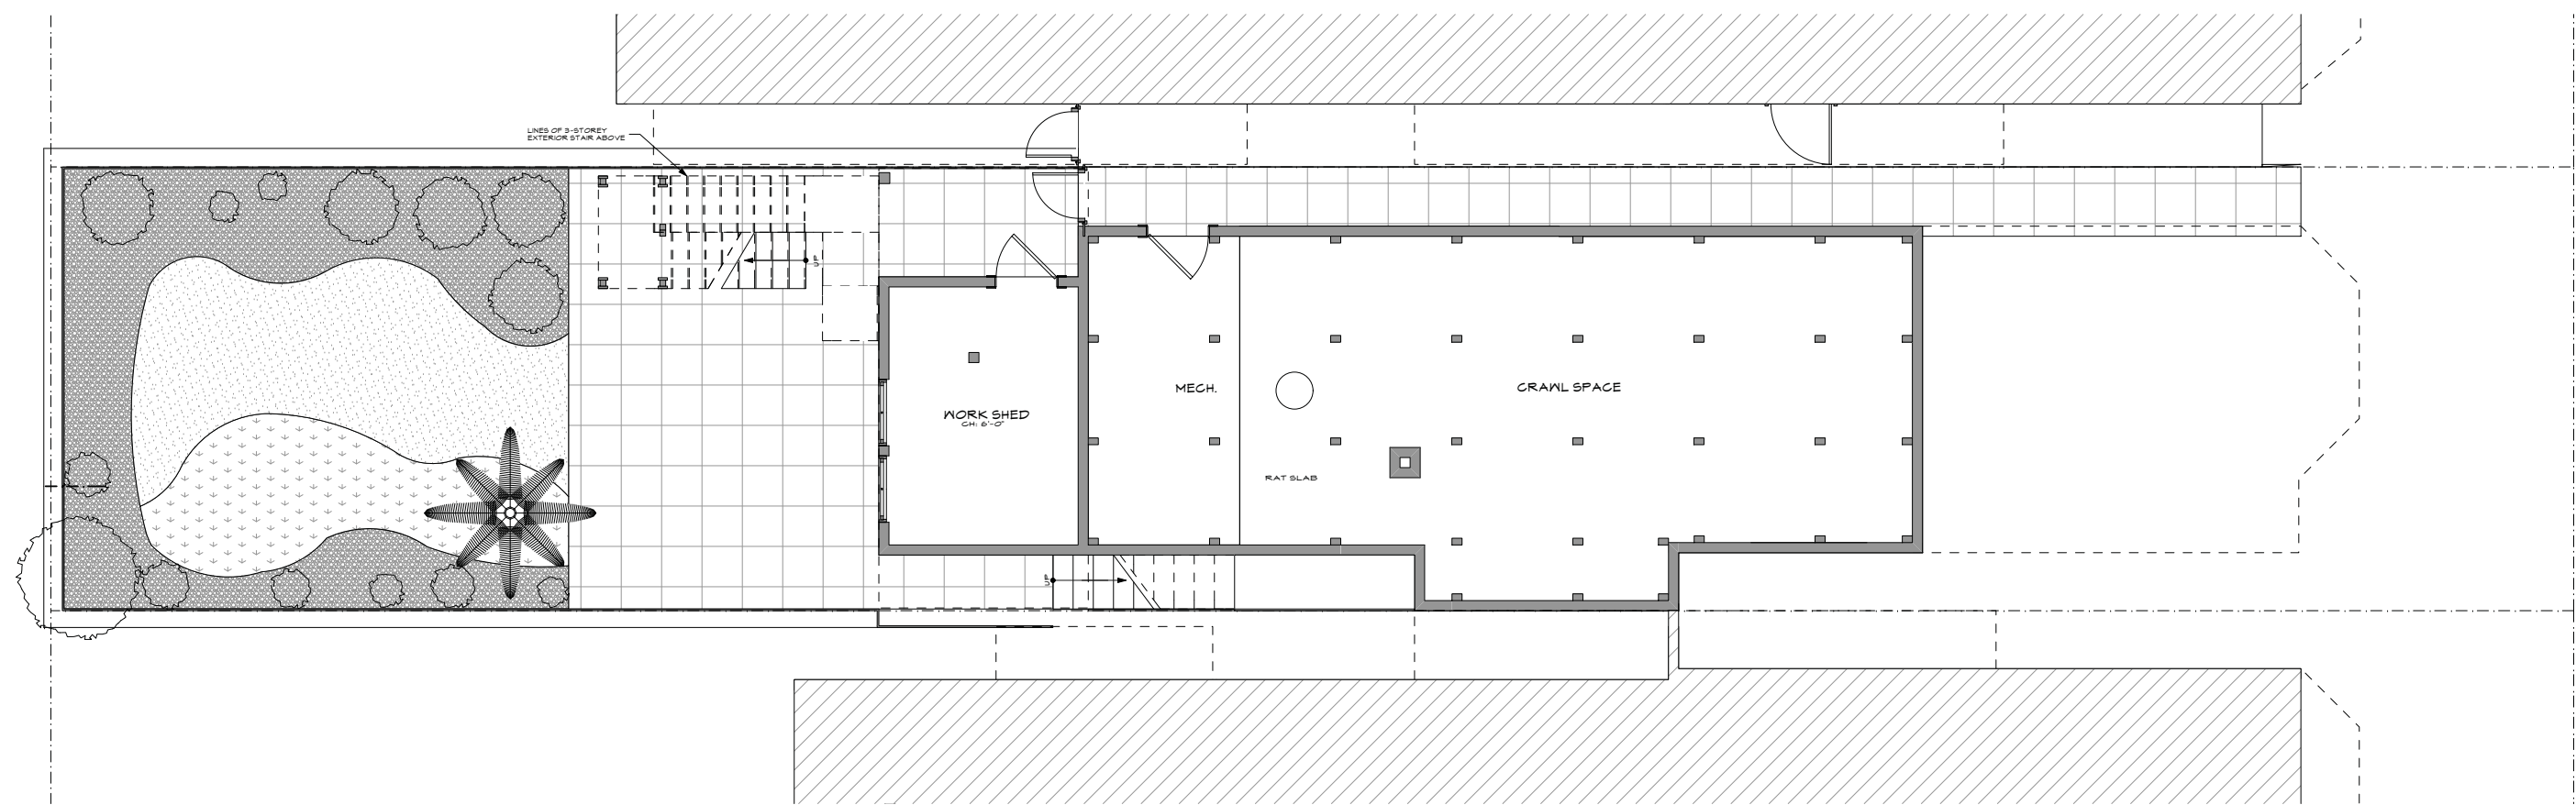 LINES OF 3-STOREY
EXTERIOR STAIR ABOVE
UP
MECH.
CRAWL SPACE
WORK SHED
CH: 6'-0"
RAT SLAB
UP